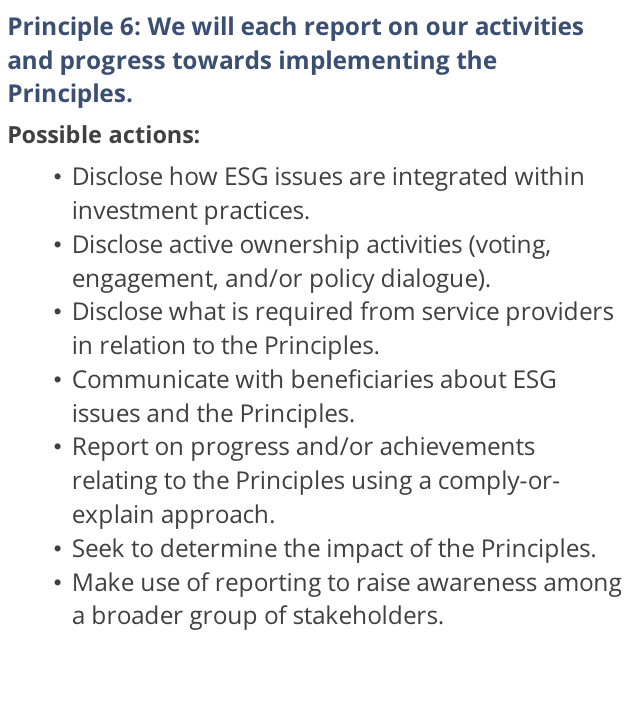 Principle 6: We will each report on our activities
and progress towards implementing the
Principles.
Possible actions:
• Disclose how ESG issues are integrated within
investment practices.
• Disclose active ownership activities (voting,
engagement, and/or policy dialogue).
• Disclose what is required from service providers
in relation to the Principles.
• Communicate with beneficiaries about ESG
issues and the Principles.
• Report on progress and/or achievements
relating to the Principles using a comply-or-
explain approach.
• Seek to determine the impact of the Principles.
• Make use of reporting to raise awareness among
a broader group of stakeholders.